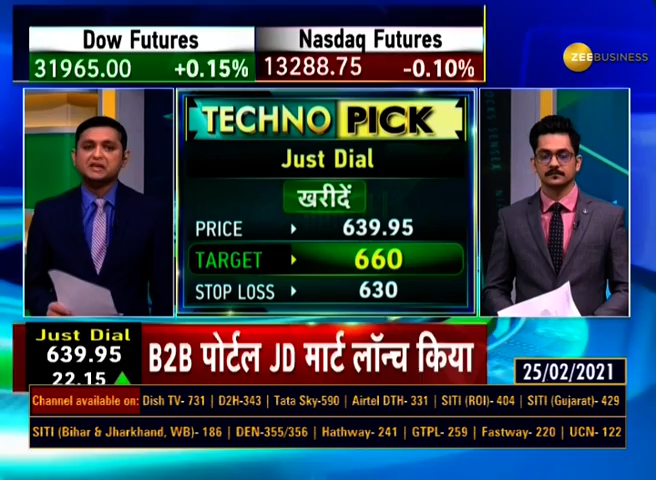 Dow Futures
31965.00 +0.15%
Nasdaq Futures
13288.75 -0.10%
ZEEBUSINESS
TECHNO PICK
Just Dial
खरीदें
PRICE 639.95
TARGET 660
STOP LOSS 630
Just Dial
639.95
22.15
B2B पोर्टल JD मार्ट लॉन्च किया
25/02/2021
Channel available on: Dish TV- 731 | D2H-343 | Tata Sky-590 | Airtel DTH- 331 | SITI (ROI)- 404 | SITI (Gujarat)- 429
SITI (Bihar & Jharkhand, WB)- 186 | DEN-355/356 | Hathway- 241 | GTPL- 259 | Fastway- 220 | UCN- 122